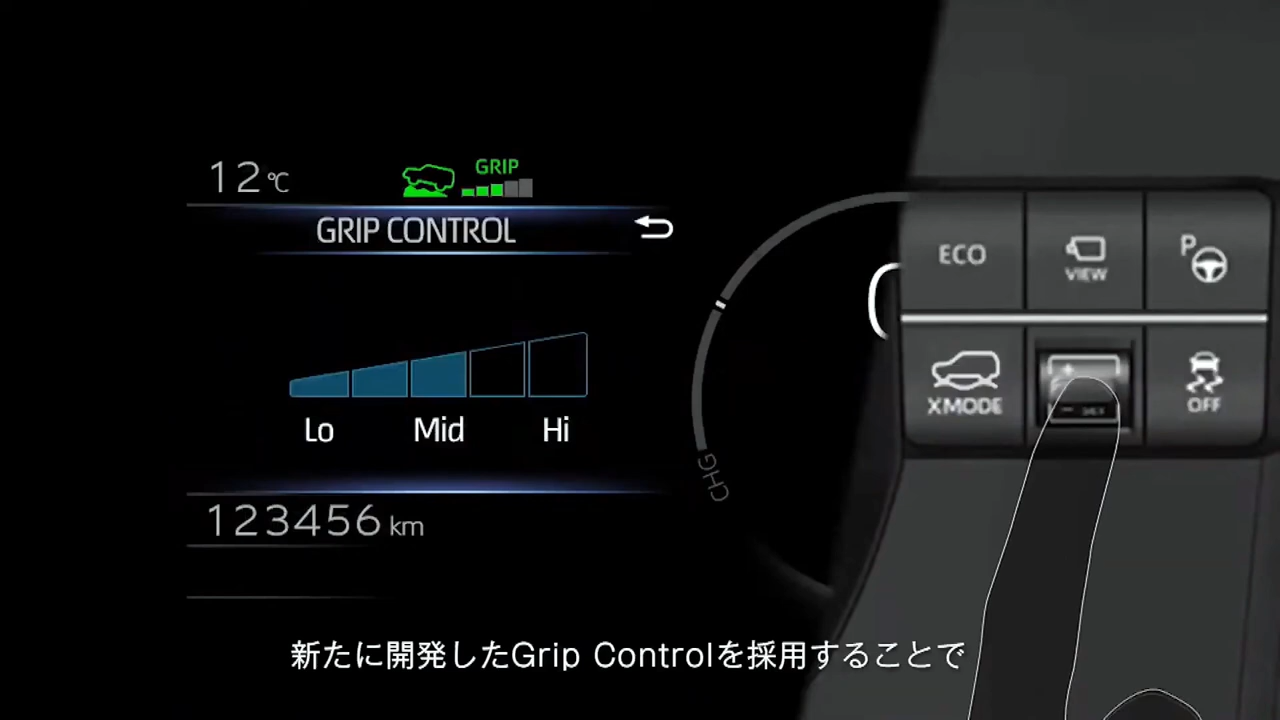 12℃
GRIP
GRIP CONTROL
Lo Mid Hi
123456 km
CHG
ECO
VIEW
P
XMODE
+
- SET
OFF
新たに開発したGrip Controlを採用することで